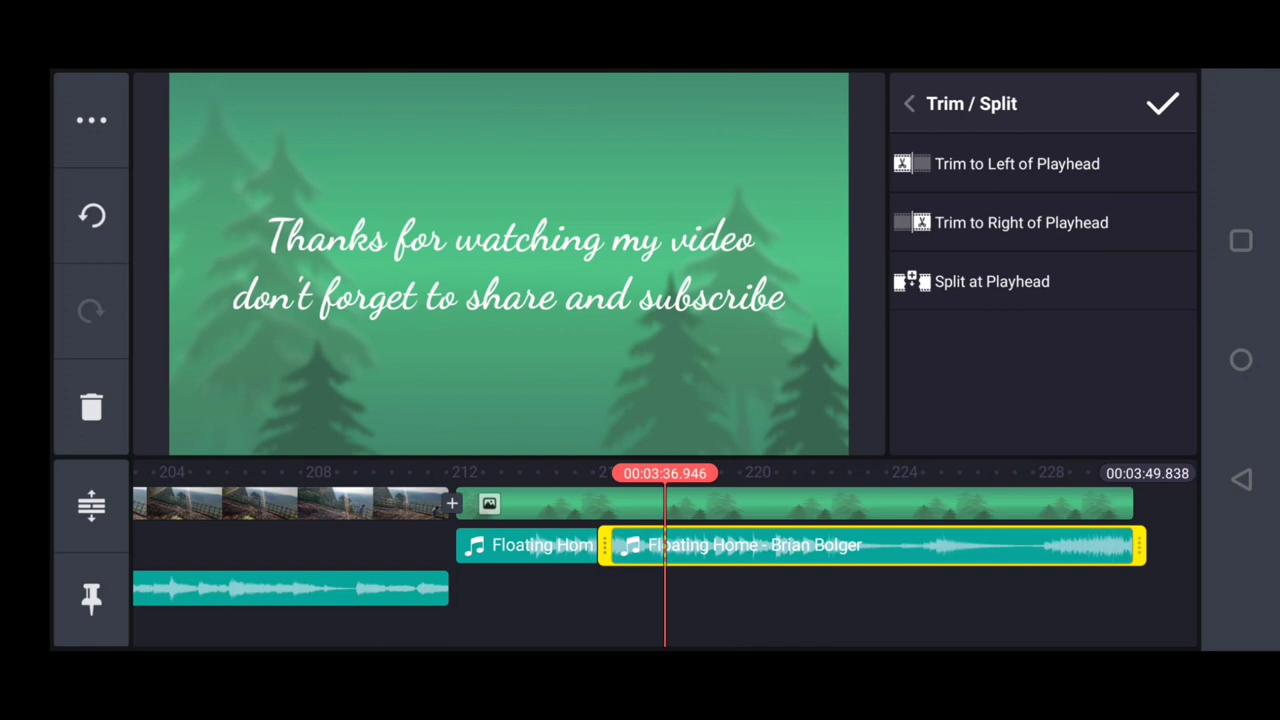 Trim / Split
Trim to Left of Playhead
Trim to Right of Playhead
Split at Playhead
Thanks for watching my video
don't forget to share and subscribe
204 208 212 00:03:36.946 220 224 228 00:03:49.838
Floating Hom
Floating Home - Brian Bolger